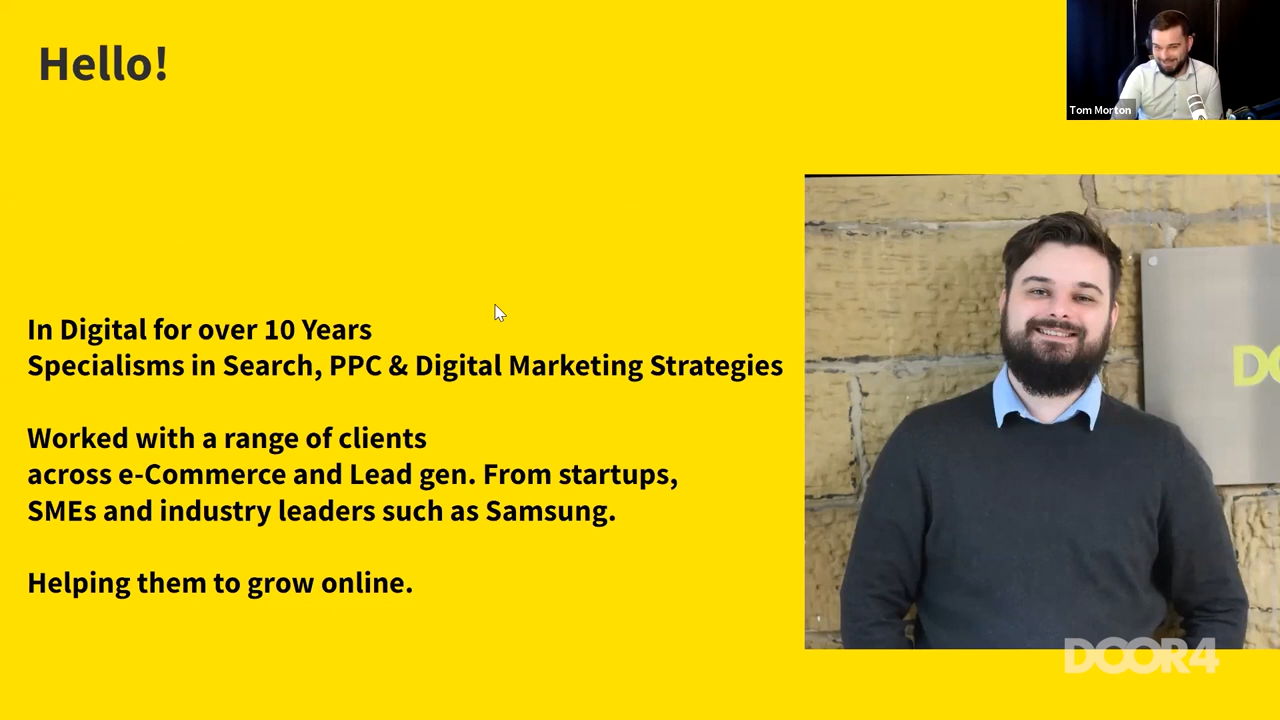 Hello!
Tom Morton
In Digital for over 10 Years
Specialisms in Search, PPC & Digital Marketing Strategies
Worked with a range of clients
across e-Commerce and Lead gen. From startups,
SMEs and industry leaders such as Samsung.
Helping them to grow online.
DOOR4